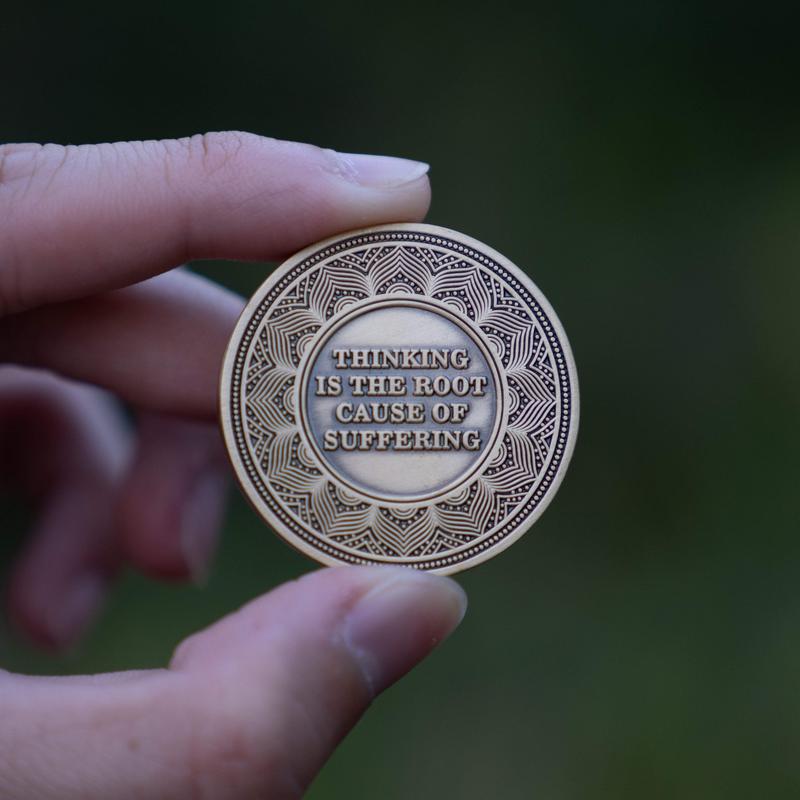 THINKING
IS THE ROOT
CAUSE OF
SUFFERING